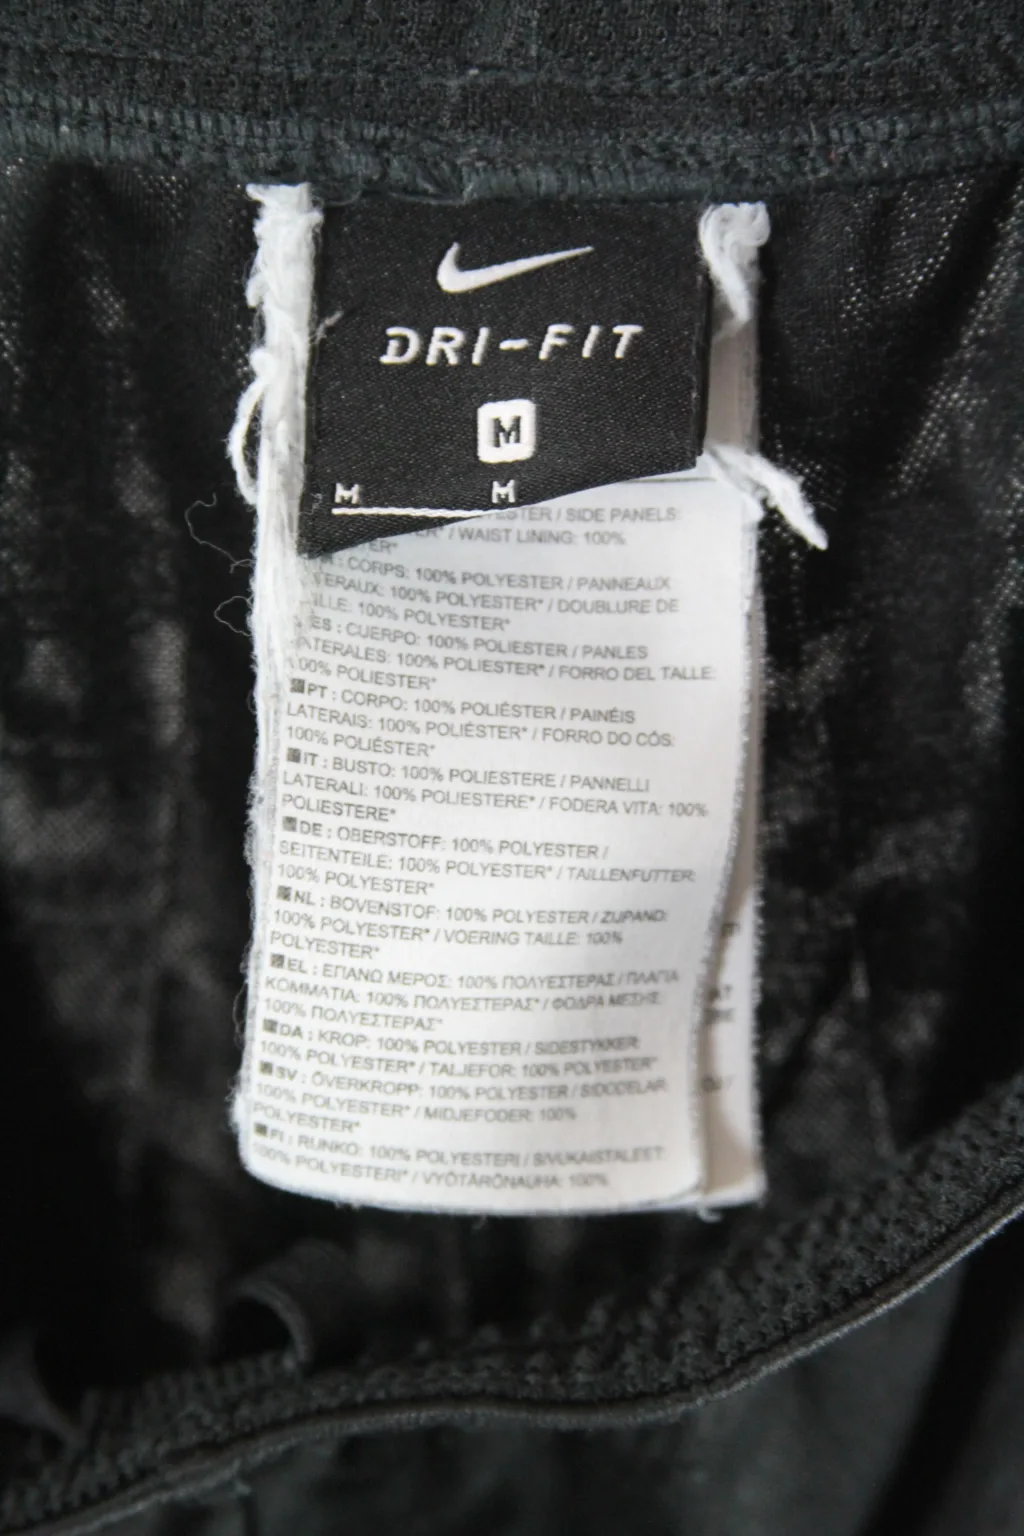 DRI-FIT
M
M M
/ SIDE PANELS:
/ WAIST LINING: 100%
: CORPS: 100% POLYESTER / PANNEAUX
100% POLYESTER* / DOUBLURE DE
100% POLYESTER*
ES : CUERPO: 100% POLIESTER / PANLES
LATERALES: 100% POLIESTER* / FORRO DEL TALLE:
100% POLIESTER*
PT : CORPO: 100% POLIÉSTER / PAINÉIS
LATERAIS: 100% POLIÉSTER* / FORRO DO CÓS:
100% POLIÉSTER*
IT : BUSTO: 100% POLIESTERE / PANNELLI
LATERALI: 100% POLIESTERE* / FODERA VITA: 100%
POLIESTERE*
DE : OBERSTOFF: 100% POLYESTER /
SEITENTEILE: 100% POLYESTER* / TAILLENFUTTER:
100% POLYESTER*
NL : BOVENSTOF: 100% POLYESTER / ZIJPAND:
100% POLYESTER* / VOERING TAILLE: 100%
POLYESTER*
EL : ΕΠΑΝΩ ΜΕΡΟΣ: 100% ΠΟΛΥΕΣΤΕΡΑΣ / ΠΛΑΓΙΑ
ΚΟΜΜΑΤΙΑ: 100% ΠΟΛΥΕΣΤΕΡΑΣ* / ΦΟΔΡΑ ΜΕΣΗΣ:
100% ΠΟΛΥΕΣΤΕΡΑΣ*
DA : KROP: 100% POLYESTER / SIDESTYKKER:
100% POLYESTER* / TALJEFOR: 100% POLYESTER*
SV : ÖVERKROPP: 100% POLYESTER / SIDODELAR:
100% POLYESTER* / MIDJEFODER: 100%
POLYESTER*
FI : RUNKO: 100% POLYESTERI / SIVUKAISTALEET:
100% POLYESTERI* / VYÖTÄRÖNAUHA: 100%